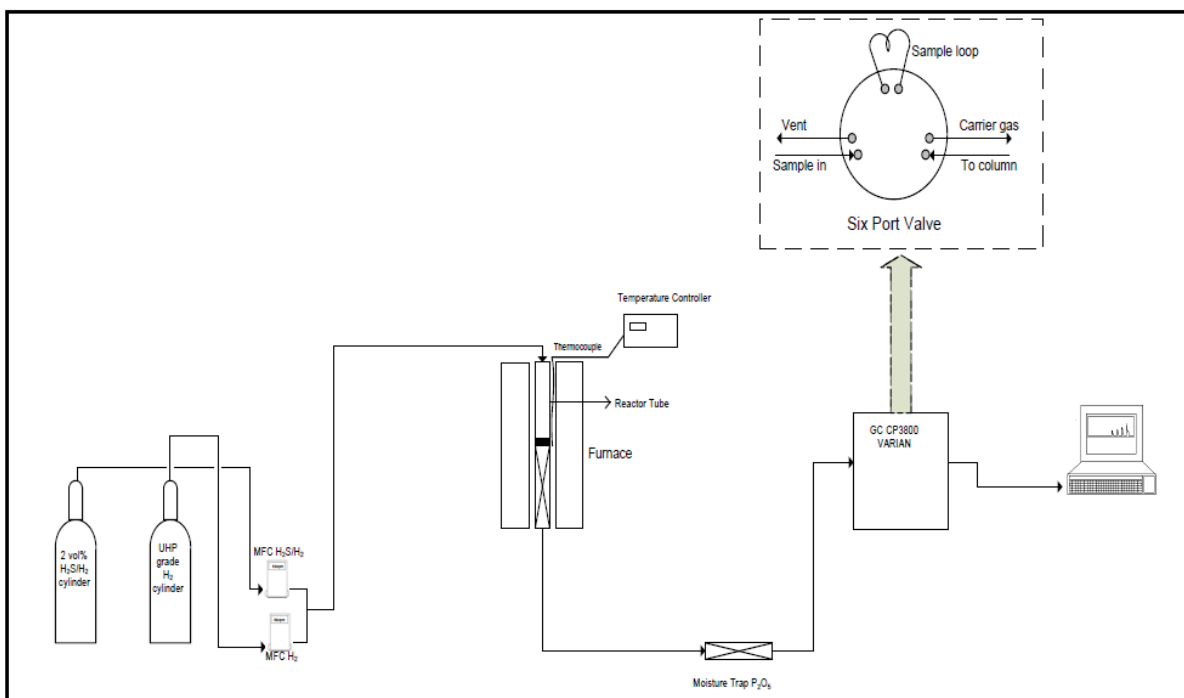 Sample loop
Vent
Carrier gas
Sample in
To column
Six Port Valve
Temperature Controller
Thermocouple
Reactor Tube
Furnace
GC CP3800
VARIAN
2 vol%
H₂S/H₂
cylinder
UHP
grade
H₂
cylinder
MFC H₂S/H₂
MFC H₂
Moisture Trap P₂O₅